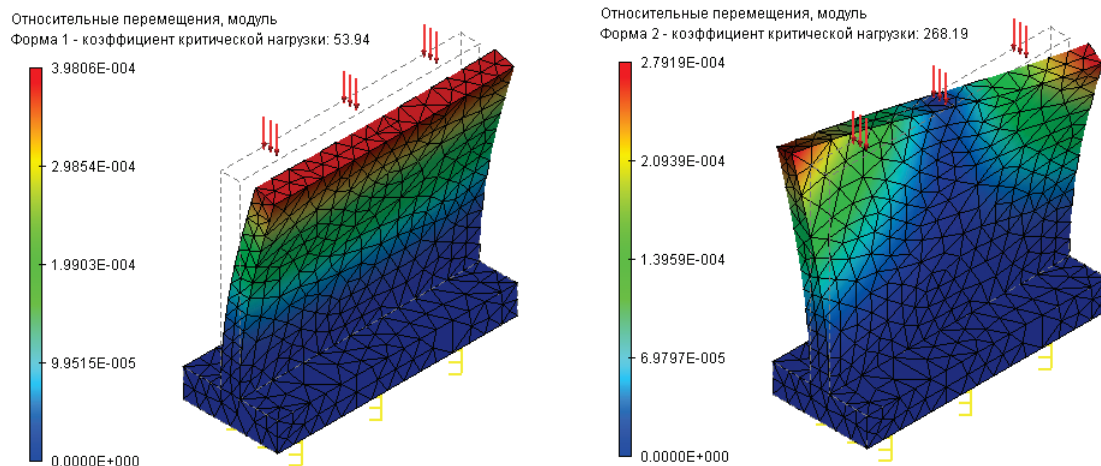 Относительные перемещения, модуль
Форма 1 - коэффициент критической нагрузки: 53.94
3.9806E-004
2.9854E-004
1.9903E-004
9.9515E-005
0.0000E+000
Относительные перемещения, модуль
Форма 2 - коэффициент критической нагрузки: 268.19
2.7919E-004
2.0939E-004
1.3959E-004
6.9797E-005
0.0000E+000